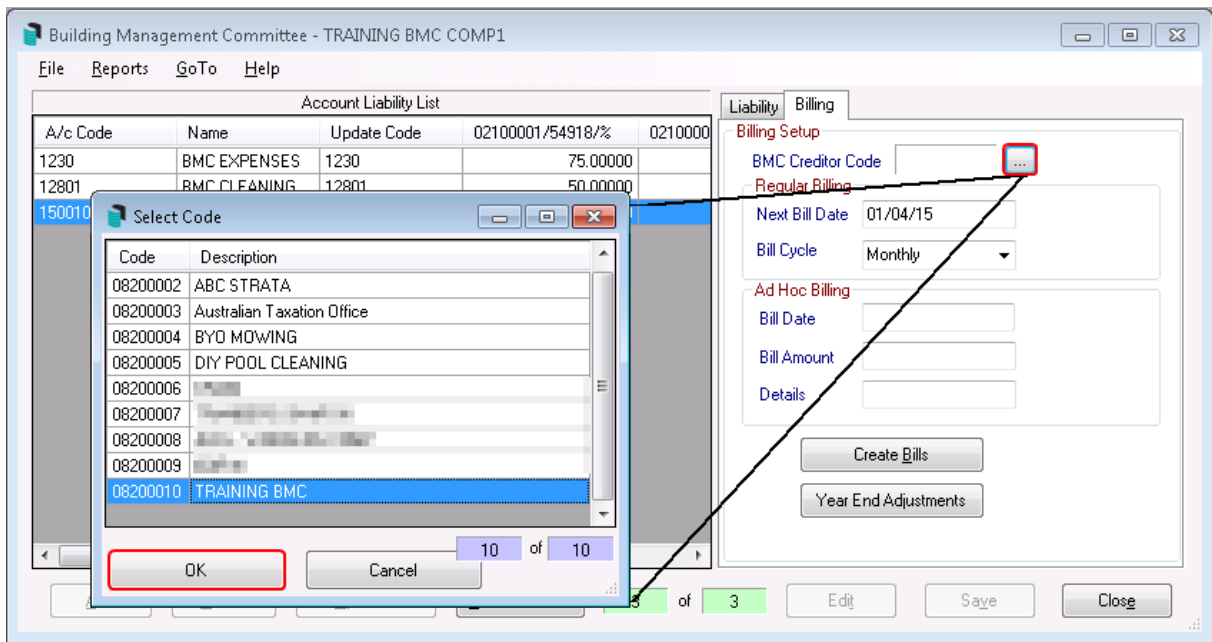 Building Management Committee - TRAINING BMC COMP1
File Reports GoTo Help
Account Liability List
A/c Code Name Update Code 02100001/54918/% 0210000
1230 BMC EXPENSES 1230 75.00000
12801 BMC CLEANING 12801 50.00000
150010
Select Code
Code Description
08200002 ABC STRATA
08200003 Australian Taxation Office
08200004 BYO MOWING
08200005 DIY POOL CLEANING
08200006
08200007
08200008
08200009
08200010 TRAINING BMC
10 of 10
OK Cancel
Liability Billing
Billing Setup
BMC Creditor Code ...
Regular Billing
Next Bill Date 01/04/15
Bill Cycle Monthly
Ad Hoc Billing
Bill Date
Bill Amount
Details
Create Bills
Year End Adjustments
3 of 3 Edit Save Close